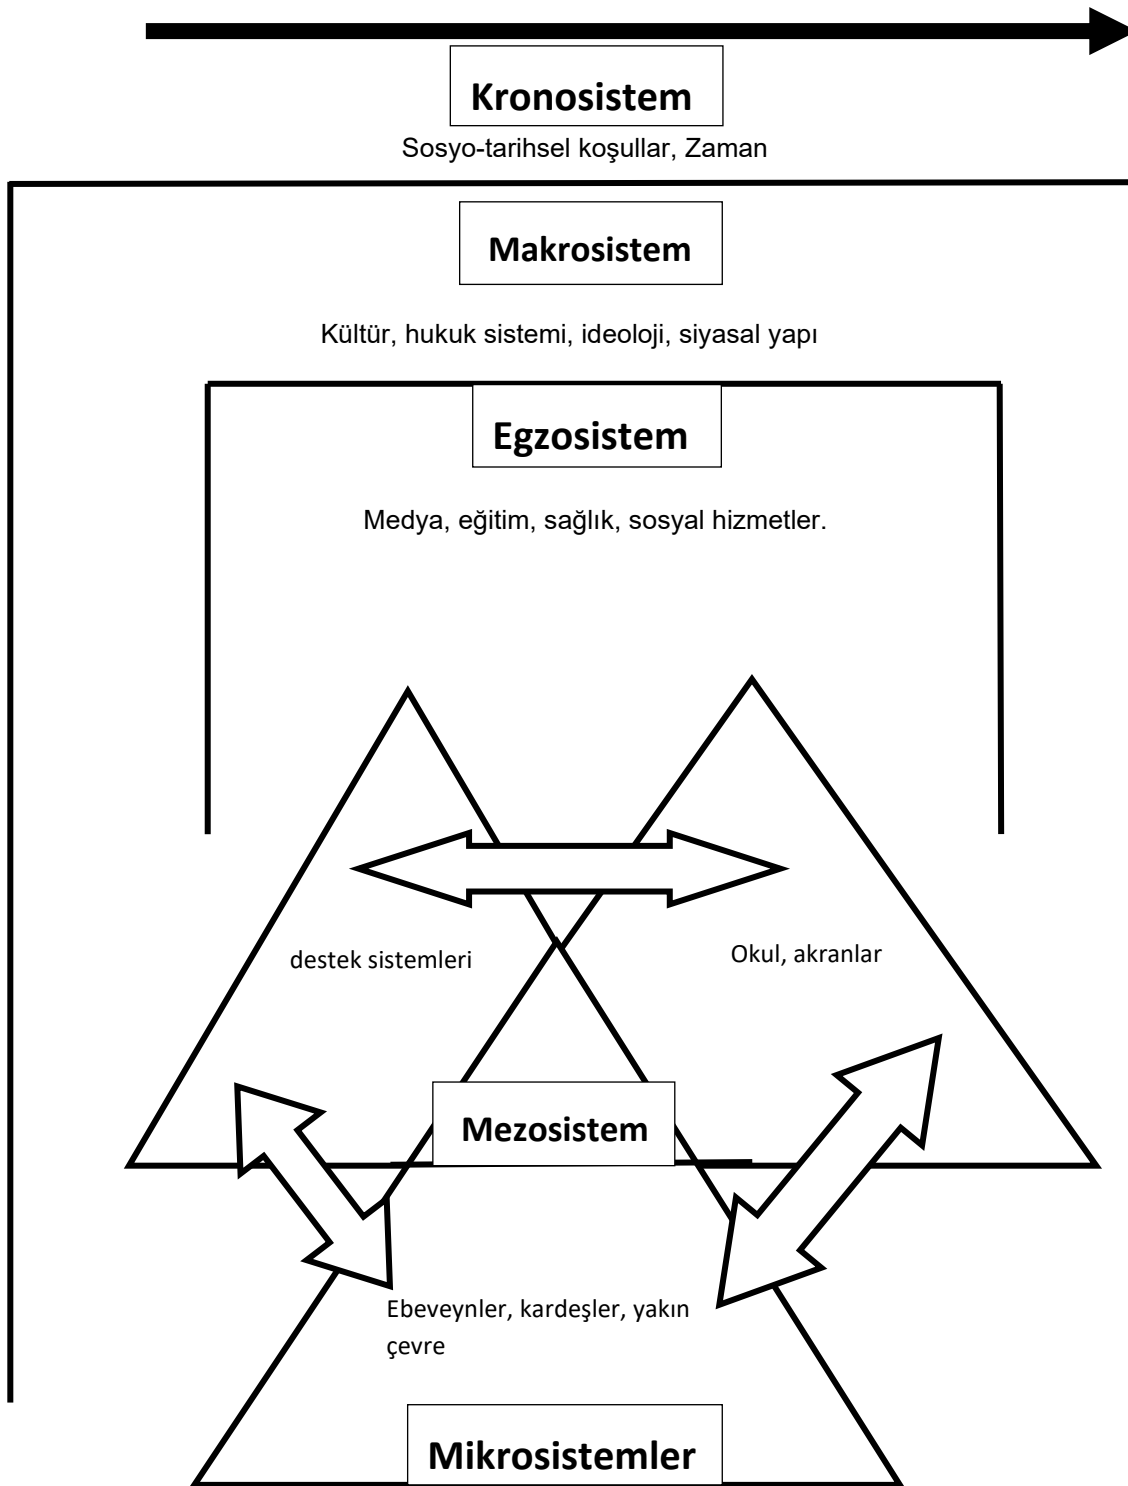 Kronosistem
Sosyo-tarihsel koşullar, Zaman
Makrosistem
Kültür, hukuk sistemi, ideoloji, siyasal yapı
Egzosistem
Medya, eğitim, sağlık, sosyal hizmetler.
destek sistemleri
Okul, akranlar
Mezosistem
Ebeveynler, kardeşler, yakın
çevre
Mikrosistemler